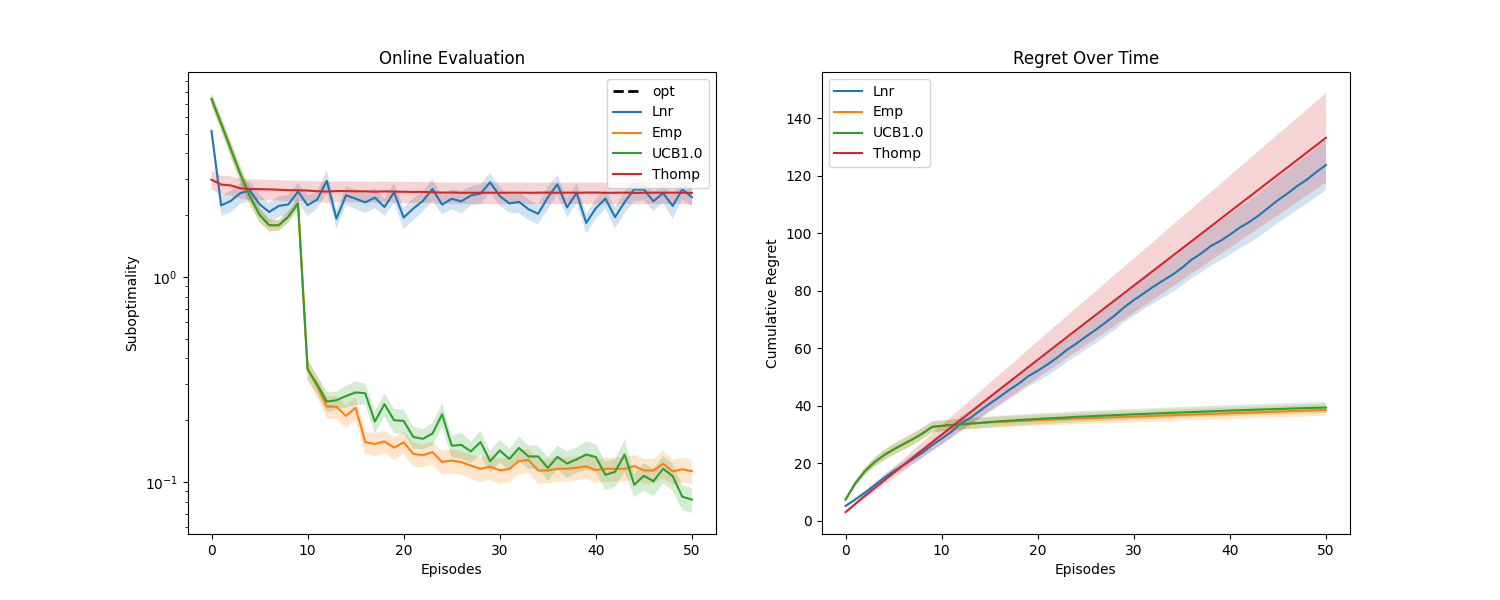 Online Evaluation
Suboptimality
10⁰
10⁻¹
opt
Lnr
Emp
UCB1.0
Thomp
0 10 20 30 40 50
Episodes
Regret Over Time
Cumulative Regret
140
120
100
80
60
40
20
0
Lnr
Emp
UCB1.0
Thomp
0 10 20 30 40 50
Episodes